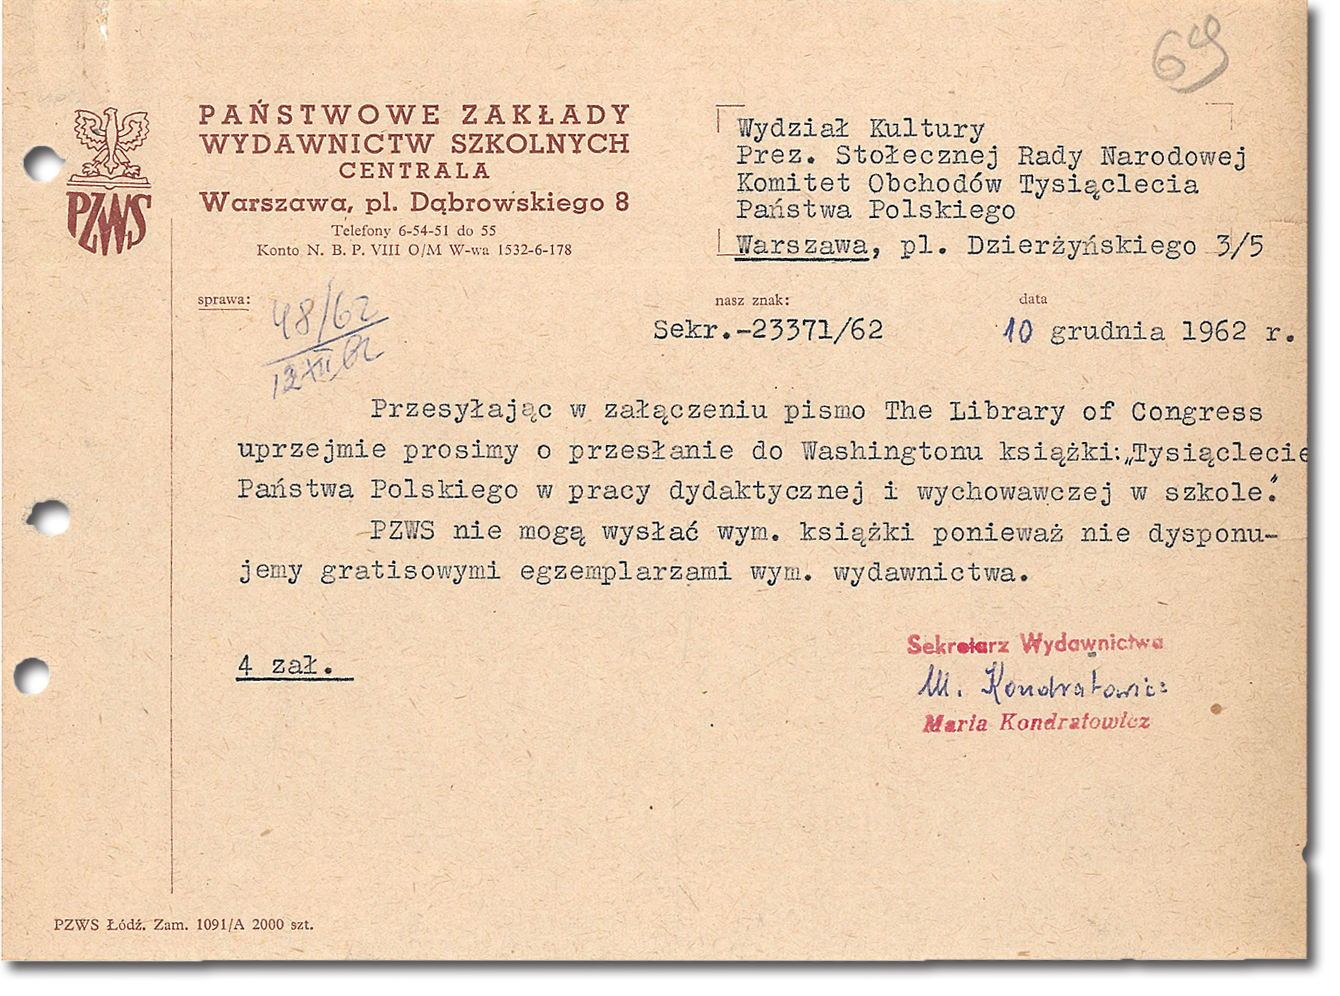 69
PAŃSTWOWE ZAKŁADY
WYDAWNICTW SZKOLNYCH
CENTRALA
Warszawa, pl. Dąbrowskiego 8
Telefony 6-54-51 do 55
Konto N. B. P. VIII O/M W-wa 1532-6-178
PZWS
Wydział Kultury
Prez. Stołecznej Rady Narodowej
Komitet Obchodów Tysiąclecia
Państwa Polskiego
Warszawa, pl. Dzierżyńskiego 3/5
sprawa:
48/62
12 XII 62
nasz znak:
Sekr.-23371/62
data
10 grudnia 1962 r.
Przesyłając w załączeniu pismo The Library of Congress
uprzejmie prosimy o przesłanie do Washingtonu książki:„Tysiąclecie
Państwa Polskiego w pracy dydaktycznej i wychowawczej w szkole."
PZWS nie mogą wysłać wym. książki ponieważ nie dysponu-
jemy gratisowymi egzemplarzami wym. wydawnictwa.
4 zał.
Sekretarz Wydawnictwa
M. Kondratowicz
Maria Kondratowicz
PZWS Łódź. Zam. 1091/A 2000 szt.